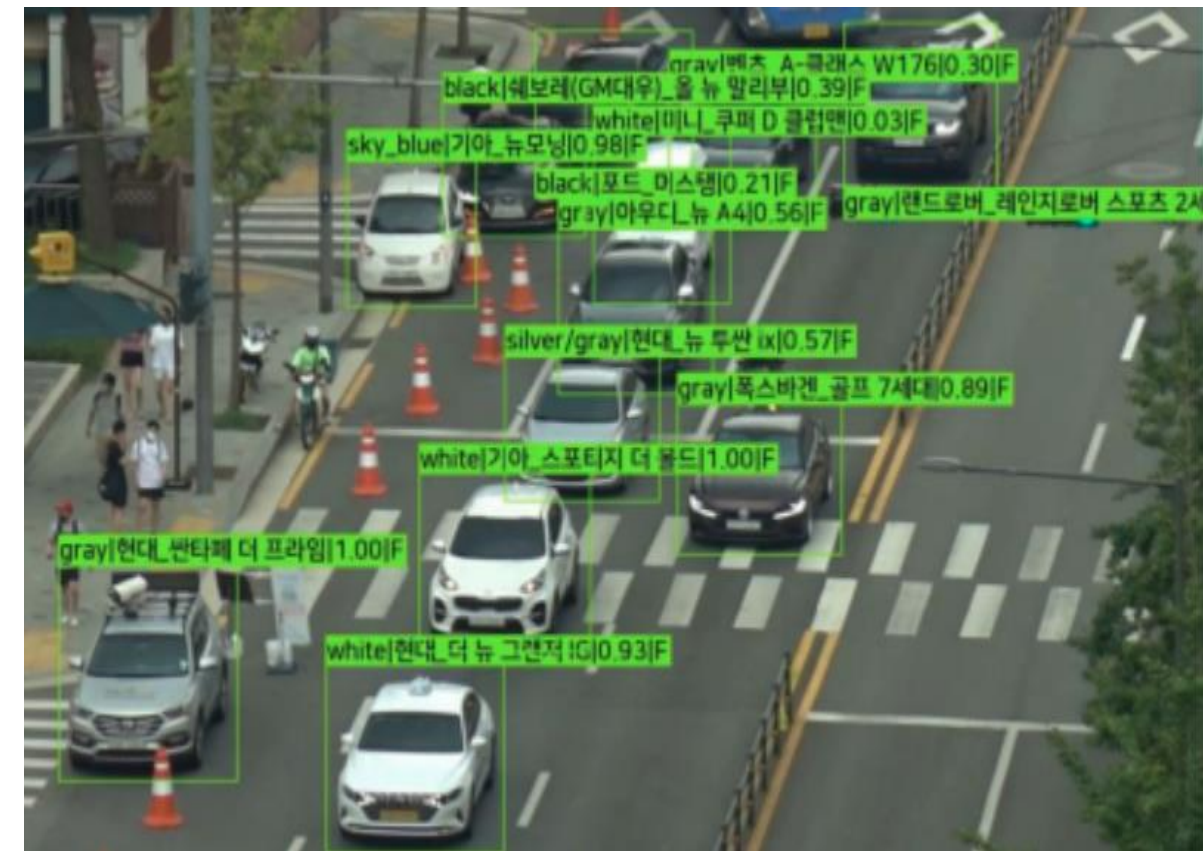 gray|벤츠_A-클래스 W176|0.30|F
black|쉐보레(GM대우)_올 뉴 말리부|0.39|F
white|미니_쿠퍼 D 클럽맨|0.03|F
sky_blue|기아_뉴모닝|0.98|F
black|포드_머스탱|0.21|F
gray|아우디_뉴 A4|0.56|F
gray|랜드로버_레인지로버 스포츠 2
silver/gray|현대_뉴 투싼 ix|0.57|F
gray|폭스바겐_골프 7세대|0.89|F
white|기아_스포티지 더 볼드|1.00|F
gray|현대_싼타페 더 프라임|1.00|F
white|현대_더 뉴 그랜저 IG|0.93|F